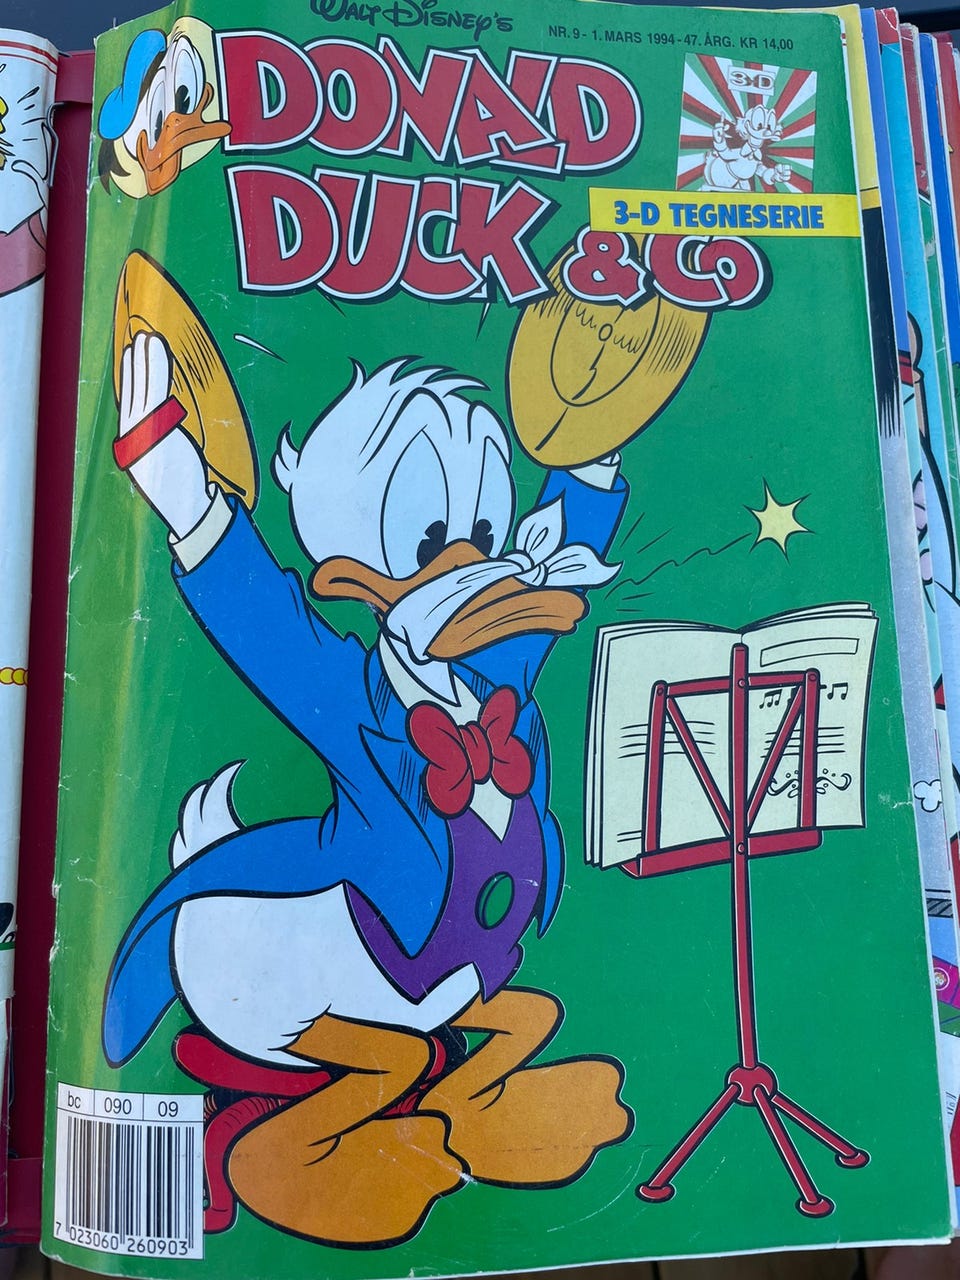 Walt Disney's
NR. 9 - 1. MARS 1994 - 47. ÅRG. KR 14,00
DONALD
DUCK & Co
3-D
3-D TEGNESERIE
bc 090 09
7 023060 260903